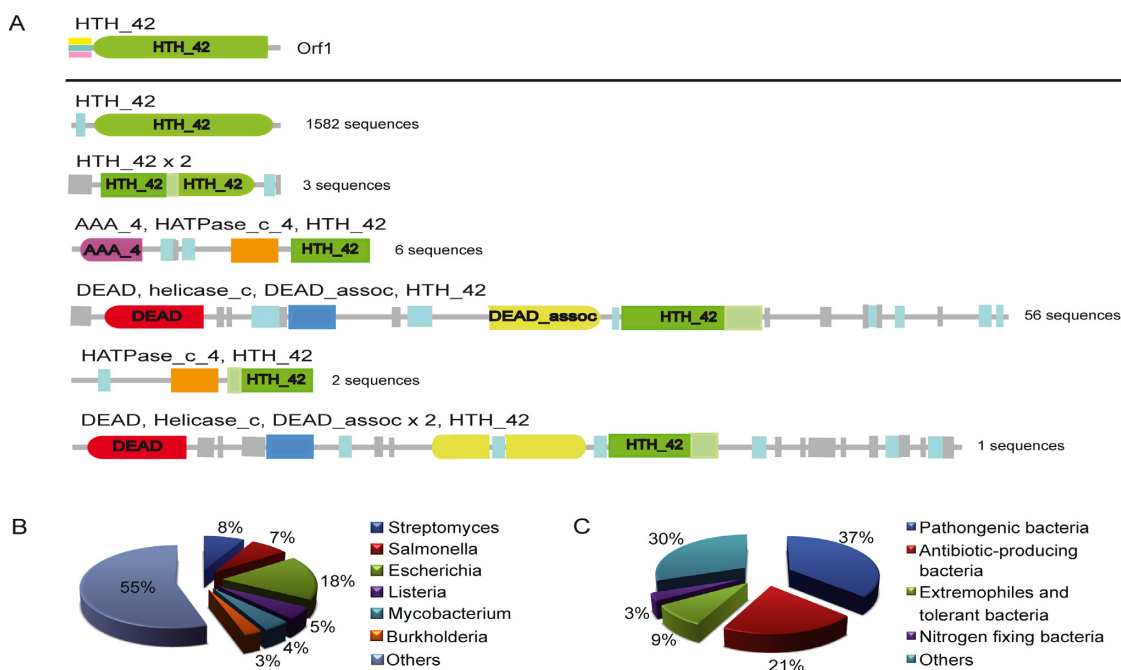 A
HTH_42
HTH_42
Orf1
HTH_42
HTH_42
1582 sequences
HTH_42 x 2
HTH_42 HTH_42
3 sequences
AAA_4, HATPase_c_4, HTH_42
AAA_4 HTH_42
6 sequences
DEAD, helicase_c, DEAD_assoc, HTH_42
DEAD DEAD_assoc HTH_42
56 sequences
HATPase_c_4, HTH_42
HTH_42
2 sequences
DEAD, Helicase_c, DEAD_assoc x 2, HTH_42
DEAD HTH_42
1 sequences
B
8%
7%
18%
5%
4%
3%
55%
Streptomyces
Salmonella
Escherichia
Listeria
Mycobacterium
Burkholderia
Others
C
30%
37%
3%
9%
21%
Pathongenic bacteria
Antibiotic-producing
bacteria
Extremophiles and
tolerant bacteria
Nitrogen fixing bacteria
Others